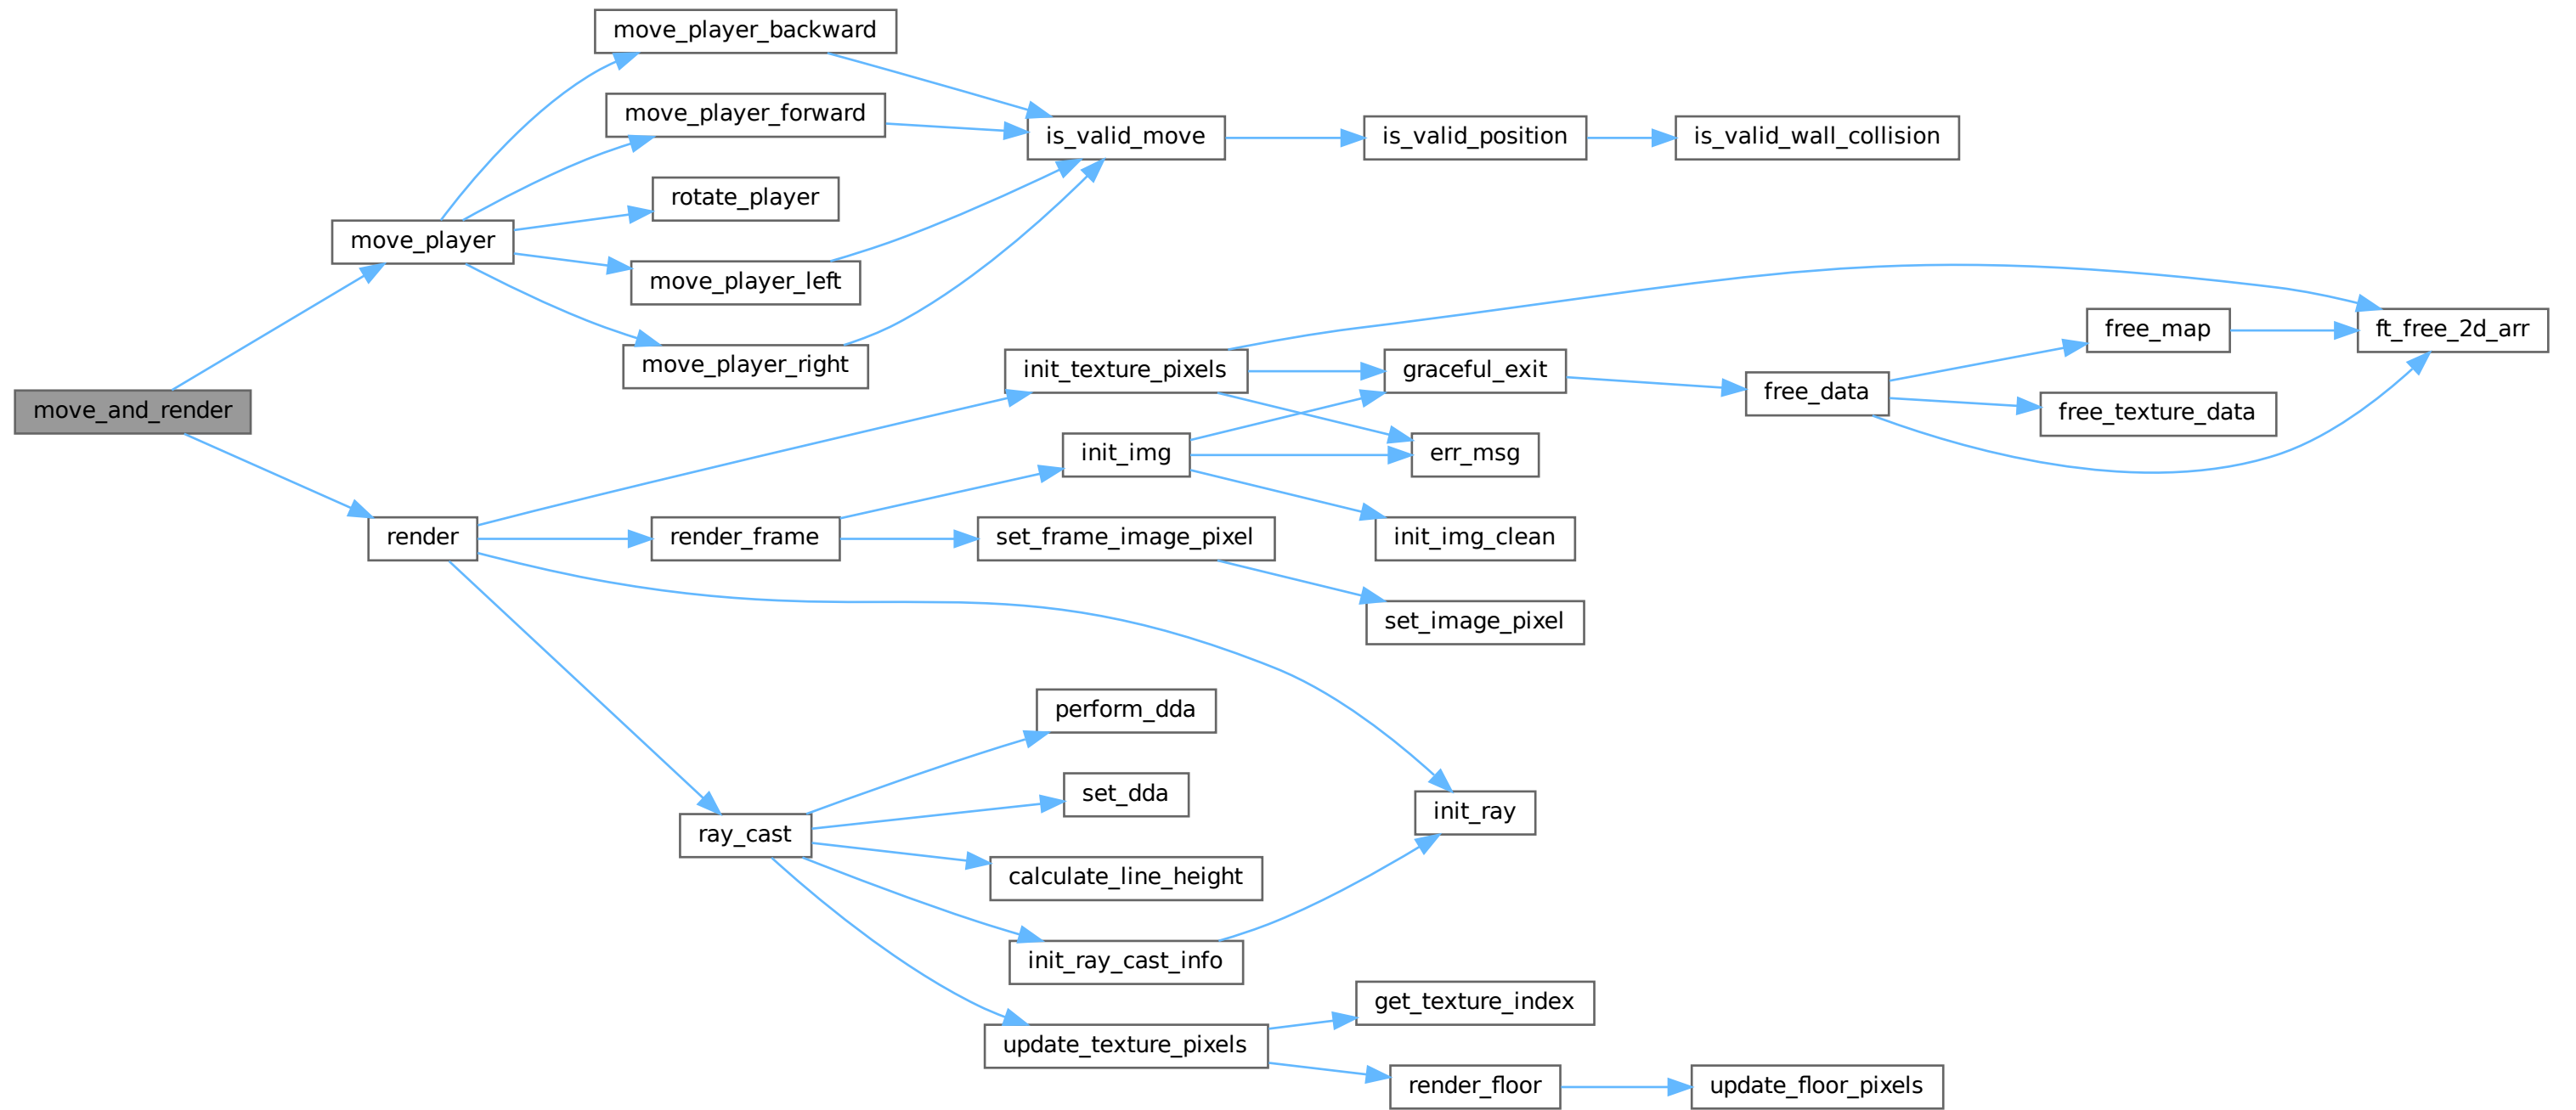 move_player_backward
move_player_forward
is_valid_move
is_valid_position
is_valid_wall_collision
rotate_player
move_player
move_player_left
move_player_right
move_and_render
init_texture_pixels
graceful_exit
free_data
free_map
ft_free_2d_arr
free_texture_data
init_img
err_msg
render
render_frame
set_frame_image_pixel
init_img_clean
set_image_pixel
perform_dda
set_dda
init_ray
ray_cast
calculate_line_height
init_ray_cast_info
get_texture_index
update_texture_pixels
render_floor
update_floor_pixels